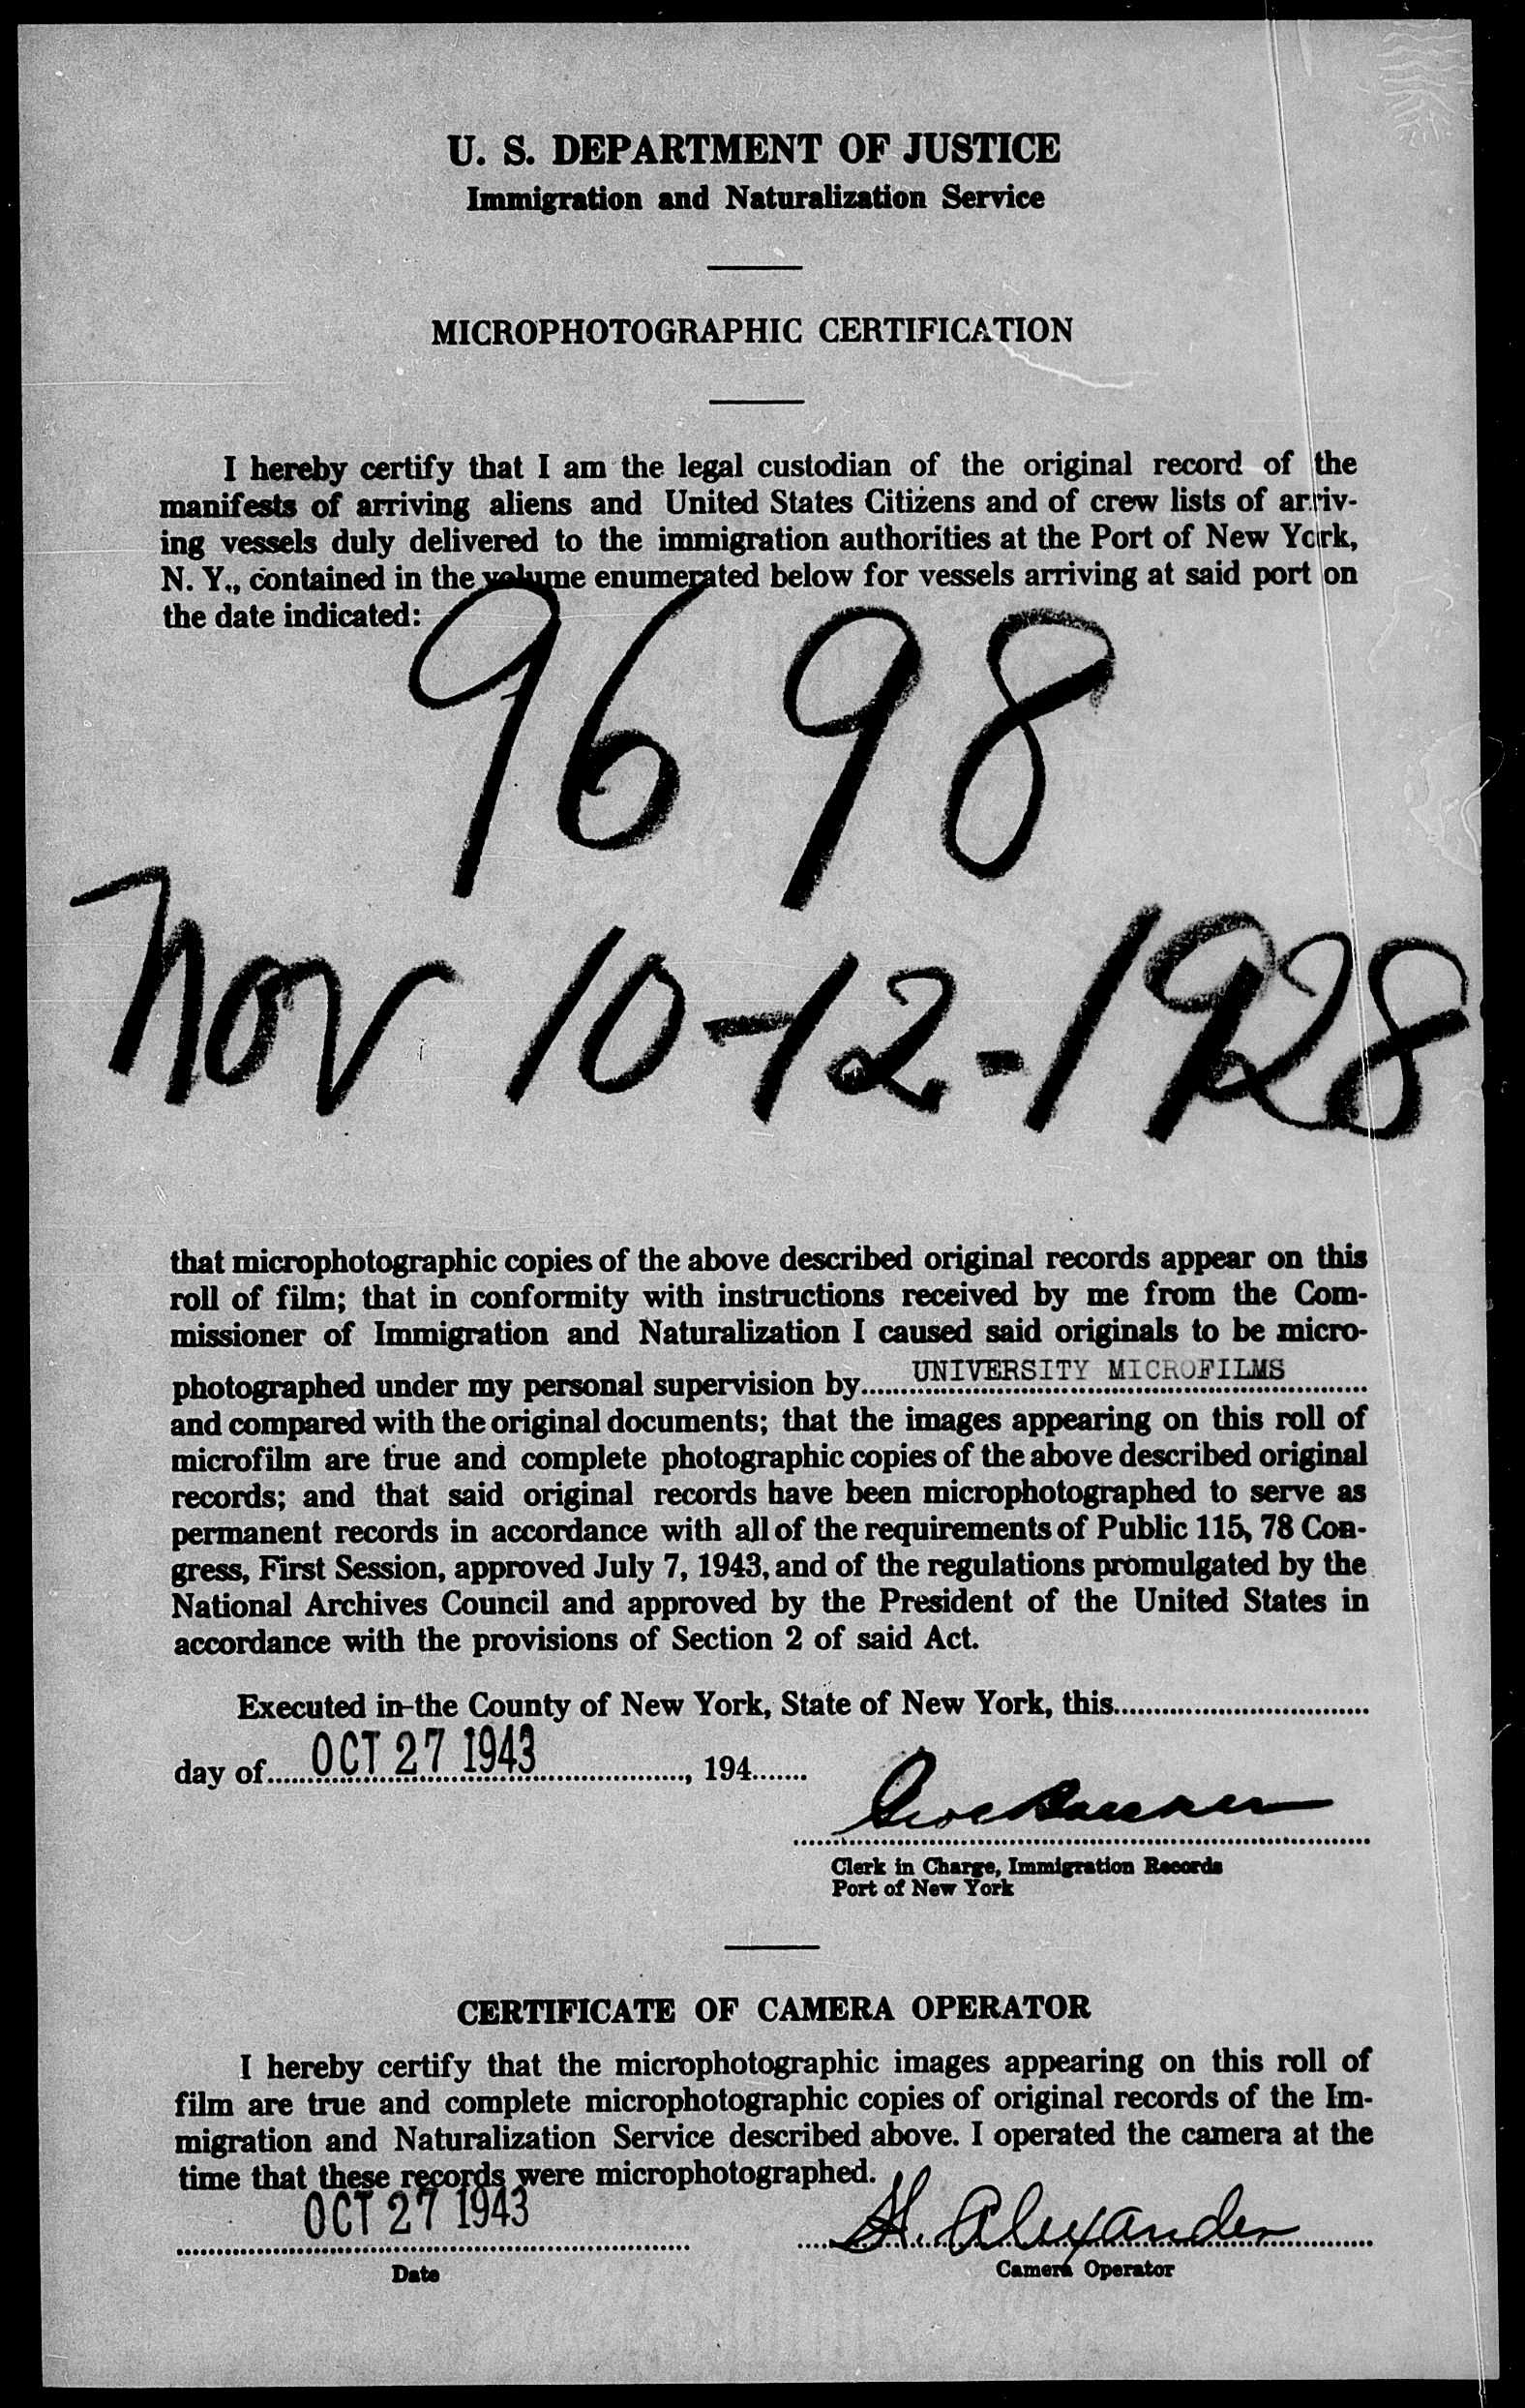 U. S. DEPARTMENT OF JUSTICE
Immigration and Naturalization Service
MICROPHOTOGRAPHIC CERTIFICATION
I hereby certify that I am the legal custodian of the original record of the
manifests of arriving aliens and United States Citizens and of crew lists of arriv-
ing vessels duly delivered to the immigration authorities at the Port of New York,
N. Y., contained in the volume enumerated below for vessels arriving at said port on
the date indicated:
9698
Nov 10-12-1928
that microphotographic copies of the above described original records appear on this
roll of film; that in conformity with instructions received by me from the Com-
missioner of Immigration and Naturalization I caused said originals to be micro-
photographed under my personal supervision by UNIVERSITY MICROFILMS
and compared with the original documents; that the images appearing on this roll of
microfilm are true and complete photographic copies of the above described original
records; and that said original records have been microphotographed to serve as
permanent records in accordance with all of the requirements of Public 115, 78 Con-
gress, First Session, approved July 7, 1943, and of the regulations promulgated by the
National Archives Council and approved by the President of the United States in
accordance with the provisions of Section 2 of said Act.
Executed in the County of New York, State of New York, this
day of OCT 27 1943, 194
Clerk in Charge, Immigration Records
Port of New York
CERTIFICATE OF CAMERA OPERATOR
I hereby certify that the microphotographic images appearing on this roll of
film are true and complete microphotographic copies of original records of the Im-
migration and Naturalization Service described above. I operated the camera at the
time that these records were microphotographed.
OCT 27 1943 H. Alexander
Date Camera Operator